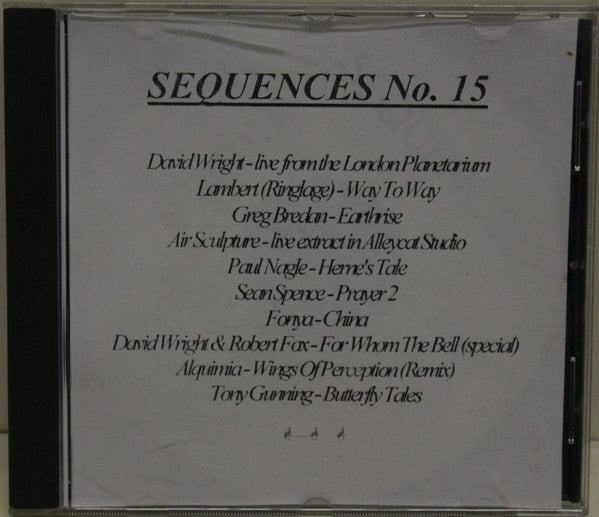 SEQUENCES No. 15
David Wright - live from the London Planetarium
Lambert (Ringlage) - Way To Way
Greg Bredan - Earthrise
Air Sculpture - live extract in Alleycat Studio
Paul Nagle - Herne's Tale
Sean Spence - Prayer 2
Fonya - China
David Wright & Robert Fox - For Whom The Bell (special)
Alquimia - Wings Of Perception (Remix)
Tony Gunning - Butterfly Tales